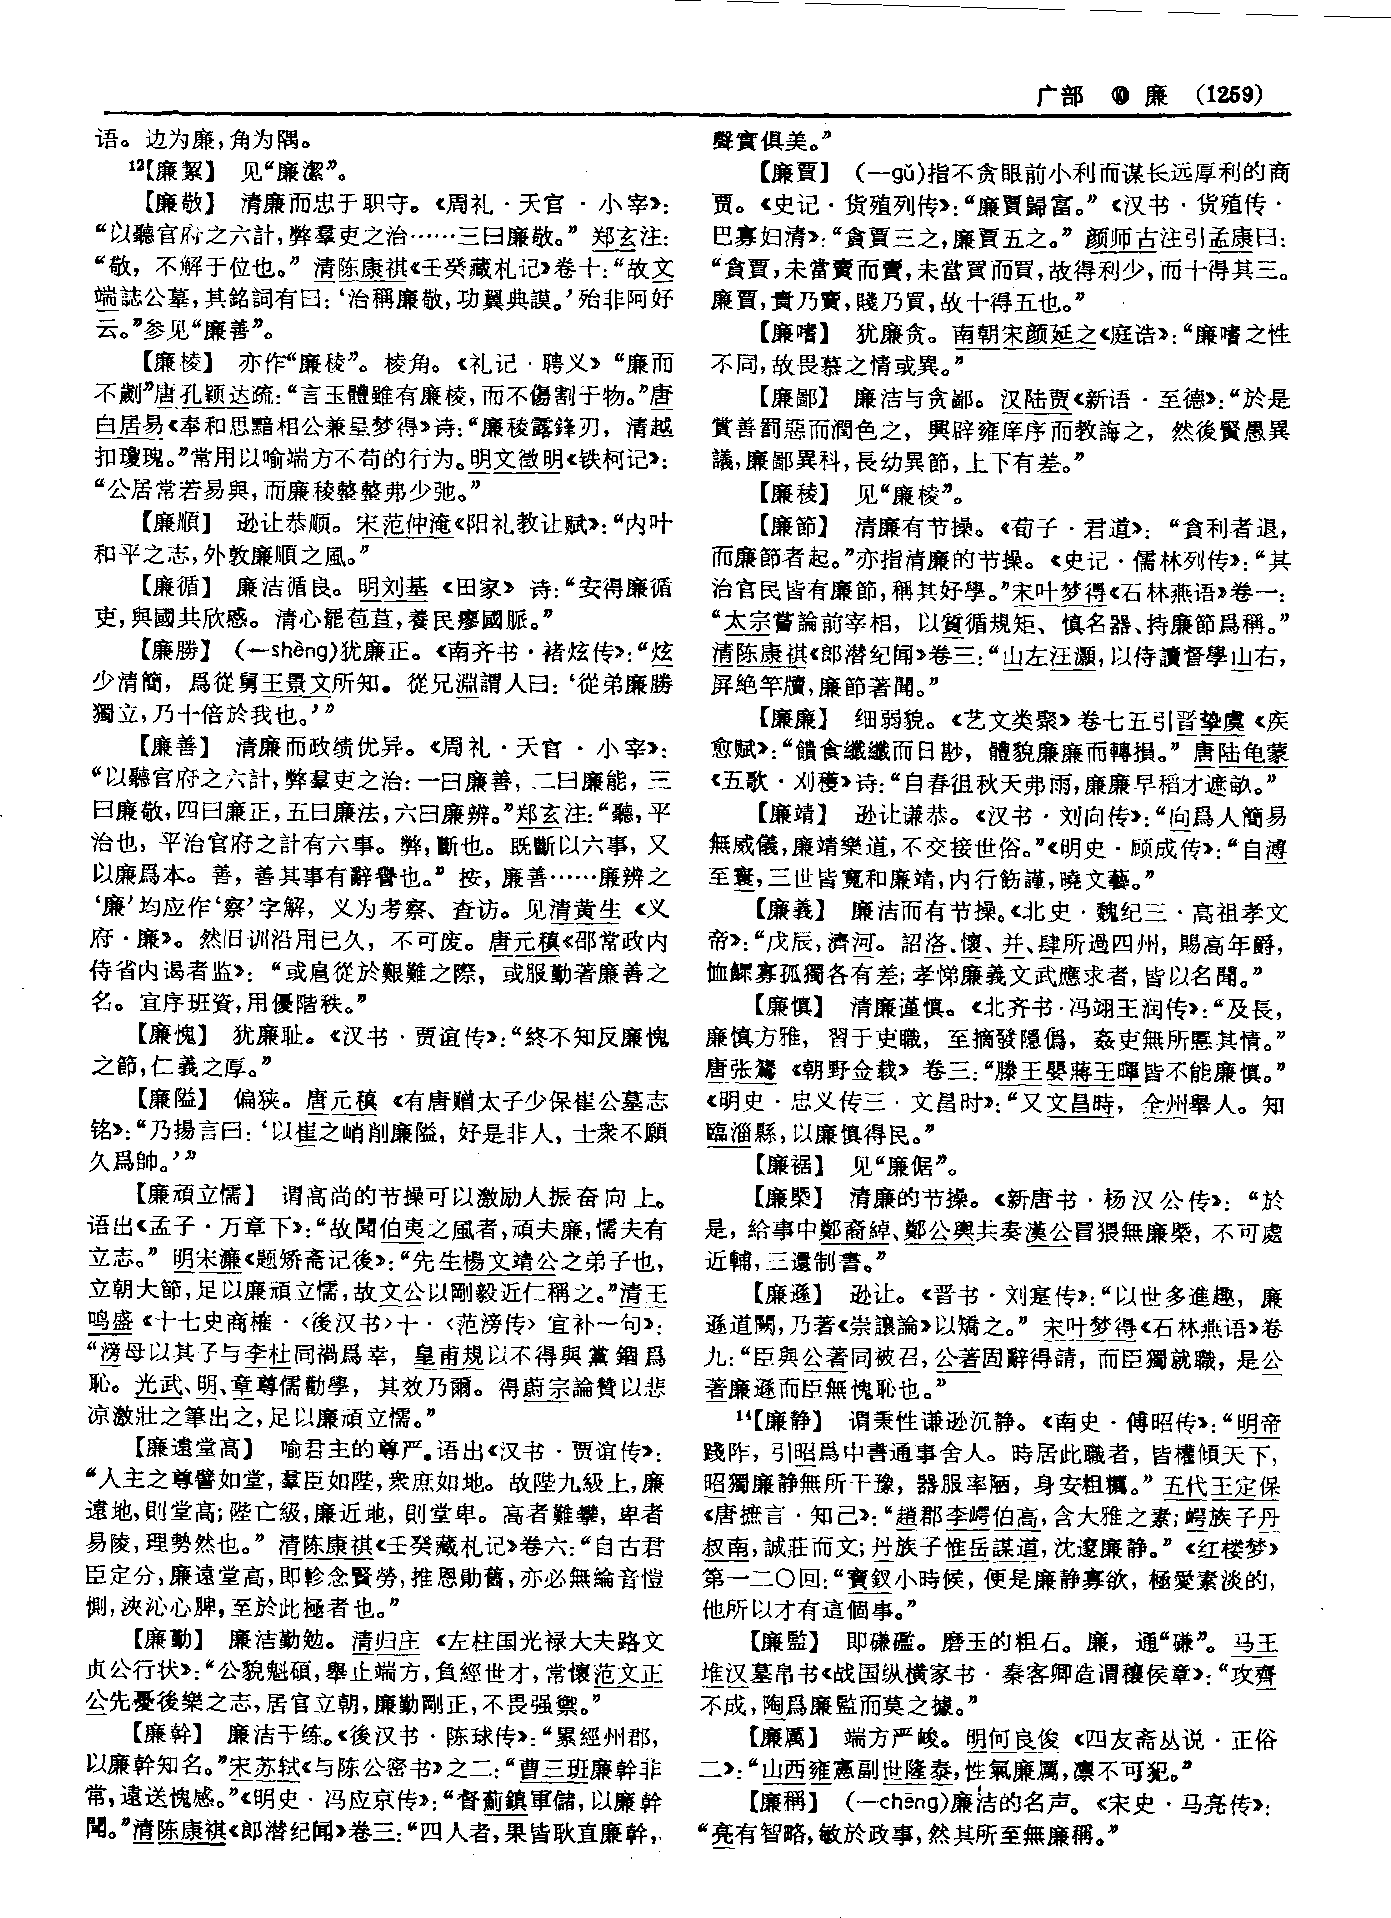 广部 ⑩ 廉 (1259)
语。边为廉,角为隅。
¹³【廉絜】 见“廉潔”。
【廉敬】 清廉而忠于职守。《周礼·天官·小宰》:
“以聽官府之六計,弊羣吏之治……三曰廉敬。” 郑玄注:
“敬，不解于位也。” 清陈康祺《壬癸藏札记》卷十:“故文
端誌公墓,其銘詞有曰:‘治稱廉敬,功翼典謨。’殆非阿好
云。”参见“廉善”。
【廉棱】 亦作“廉稜”。棱角。《礼记·聘义》“廉而
不劌”唐孔颖达疏:“言玉體雖有廉棱,而不傷割于物。”唐
白居易《奉和思黯相公兼呈梦得》诗:“廉稜露鋒刃，清越
扣瓊瑰。”常用以喻端方不苟的行为。明文徵明《铁柯记》:
“公居常若易與,而廉稜整整弗少弛。”
【廉順】 逊让恭顺。宋范仲淹《阳礼教让赋》:“内叶
和平之志,外敦廉順之風。”
【廉循】 廉洁循良。明刘基《田家》诗:“安得廉循
吏,與國共欣慼。清心罷苞苴,養民瘳國脈。”
【廉勝】 (—shèng)犹廉正。《南齐书·褚炫传》:“炫
少清簡，爲從舅王景文所知。從兄淵謂人曰:‘從弟廉勝
獨立,乃十倍於我也。’”
【廉善】 清廉而政绩优异。《周礼·天官·小宰》:
“以聽官府之六計,弊羣吏之治:一曰廉善，二曰廉能，三
曰廉敬,四曰廉正,五曰廉法,六曰廉辨。”郑玄注:“聽,平
治也，平治官府之計有六事。弊,斷也。既斷以六事，又
以廉爲本。善，善其事有辭譽也。”按，廉善……廉辨之
‘廉’均应作‘察’字解，义为考察、查访。见清黄生《义
府·廉》。然旧训沿用已久，不可废。唐元稹《邵常政内
侍省内谒者监》:“或扈從於艱難之際，或服勤著廉善之
名。宜序班資,用優階秩。”
【廉愧】 犹廉耻。《汉书·贾谊传》:“終不知反廉愧
之節,仁義之厚。”
【廉隘】 偏狭。唐元稹《有唐赠太子少保崔公墓志
铭》:“乃揚言曰:‘以崔之峭削廉隘，好是非人，士衆不願
久爲帥。’”
【廉頑立懦】 谓高尚的节操可以激励人振奋向上。
语出《孟子·万章下》:“故聞伯夷之風者,頑夫廉,懦夫有
立志。” 明宋濂《题矫斋记後》:“先生楊文靖公之弟子也,
立朝大節,足以廉頑立懦,故文公以剛毅近仁稱之。”清王
鸣盛《十七史商榷·〈後汉书〉十·〈范滂传〉宜补一句》:
“滂母以其子与李杜同禍爲幸，皇甫規以不得與黨錮爲
恥。光武、明、章尊儒勸學，其效乃爾。得蔚宗論贊以悲
凉激壯之筆出之,足以廉頑立懦。”
【廉遠堂高】 喻君主的尊严。语出《汉书·贾谊传》:
“人主之尊譬如堂,羣臣如陛,衆庶如地。故陛九級上,廉
遠地,則堂高;陛亡級,廉近地，則堂卑。高者難攀，卑者
易陵,理勢然也。” 清陈康祺《壬癸藏札记》卷六:“自古君
臣定分,廉遠堂高,即軫念賢勞,推恩勛舊,亦必無綸音愷
惻,浹沁心脾,至於此極者也。”
【廉勤】 廉洁勤勉。清归庄《左柱国光禄大夫路文
贞公行状》:“公貌魁碩,舉止端方,負經世才,常懷范文正
公先憂後樂之志,居官立朝,廉勤剛正,不畏强禦。”
【廉幹】 廉洁干练。《後汉书·陈球传》:“累經州郡,
以廉幹知名。”宋苏轼《与陈公密书》之二:“曹三班廉幹非
常,遠送愧感。”《明史·冯应京传》:“督薊鎮軍儲,以廉幹
聞。”清陈康祺《郎潜纪闻》卷三:“四人者,果皆耿直廉幹,
聲實俱美。”
【廉賈】 (—gǔ)指不贪眼前小利而谋长远厚利的商
贾。《史记·货殖列传》:“廉賈歸富。”《汉书·货殖传·
巴寡妇清》:“貪賈三之,廉賈五之。” 颜师古注引孟康曰:
“貪賈,未當賣而賣,未當買而買,故得利少,而十得其三。
廉賈,貴乃賣,賤乃買,故十得五也。”
【廉嗜】 犹廉贪。南朝宋颜延之《庭诰》:“廉嗜之性
不同,故畏慕之情或異。”
【廉鄙】 廉洁与贪鄙。汉陆贾《新语·至德》:“於是
賞善罰惡而潤色之，興辟雍庠序而教誨之，然後賢愚異
議,廉鄙異科,長幼異節,上下有差。”
【廉稜】 见“廉棱”。
【廉節】 清廉有节操。《荀子·君道》:“貪利者退,
而廉節者起。”亦指清廉的节操。《史记·儒林列传》:“其
治官民皆有廉節,稱其好學。”宋叶梦得《石林燕语》卷一:
“太宗嘗論前宰相，以質循規矩、慎名器、持廉節爲稱。”
清陈康祺《郎潜纪闻》卷三:“山左汪灝,以侍讀督學山右,
屏絶竿牘,廉節著聞。”
【廉廉】 细弱貌。《艺文类聚》卷七五引晋挚虞《疾
愈赋》:“饋食纖纖而日尠，體貌廉廉而轉損。” 唐陆龟蒙
《五歌·刈穫》诗:“自春徂秋天弗雨,廉廉早稻才遮畝。”
【廉靖】 逊让谦恭。《汉书·刘向传》:“向爲人簡易
無威儀,廉靖樂道,不交接世俗。”《明史·顾成传》:“自溥
至寰,三世皆寬和廉靖,内行飭謹,曉文藝。”
【廉義】 廉洁而有节操。《北史·魏纪三·高祖孝文
帝》:“戊辰,濟河。詔洛、懷、并、肆所過四州，賜高年爵,
恤鰥寡孤獨各有差;孝悌廉義文武應求者,皆以名聞。”
【廉慎】 清廉谨慎。《北齐书·冯翊王润传》:“及長,
廉慎方雅，習于吏職，至摘發隱僞，姦吏無所匿其情。”
唐张鷟《朝野佥载》卷三:“滕王嬰蔣王暉皆不能廉慎。”
《明史·忠义传三·文昌时》:“又文昌時，全州舉人。知
臨淄縣,以廉慎得民。”
【廉裾】 见“廉倨”。
【廉槩】 清廉的节操。《新唐书·杨汉公传》:“於
是，給事中鄭裔綽、鄭公輿共奏漢公冒猥無廉槩，不可處
近輔,三還制書。”
【廉遜】 逊让。《晋书·刘寔传》:“以世多進趣，廉
遜道闕,乃著《崇讓論》以矯之。” 宋叶梦得《石林燕语》卷
九:“臣與公著同被召,公著固辭得請，而臣獨就職，是公
著廉遜而臣無愧恥也。”
¹⁴【廉静】 谓秉性谦逊沉静。《南史·傅昭传》:“明帝
踐阼，引昭爲中書通事舍人。時居此職者，皆權傾天下,
昭獨廉静無所干豫，器服率陋，身安粗糲。” 五代王定保
《唐摭言·知己》:“趙郡李崿伯高,含大雅之素;崿族子丹
叔南,誠莊而文;丹族子惟岳謀道,沈邃廉静。”《红楼梦》
第一二〇回:“寶釵小時候，便是廉静寡欲，極愛素淡的,
他所以才有這個事。”
【廉監】 即磏䃴。磨玉的粗石。廉，通“磏”。马王
堆汉墓帛书《战国纵横家书·秦客卿造谓穰侯章》:“攻齊
不成,陶爲廉監而莫之據。”
【廉厲】 端方严峻。明何良俊《四友斋丛说·正俗
二》:“山西雍憲副世隆泰,性氣廉厲,凛不可犯。”
【廉稱】 (—chēng)廉洁的名声。《宋史·马亮传》:
“亮有智略,敏於政事,然其所至無廉稱。”